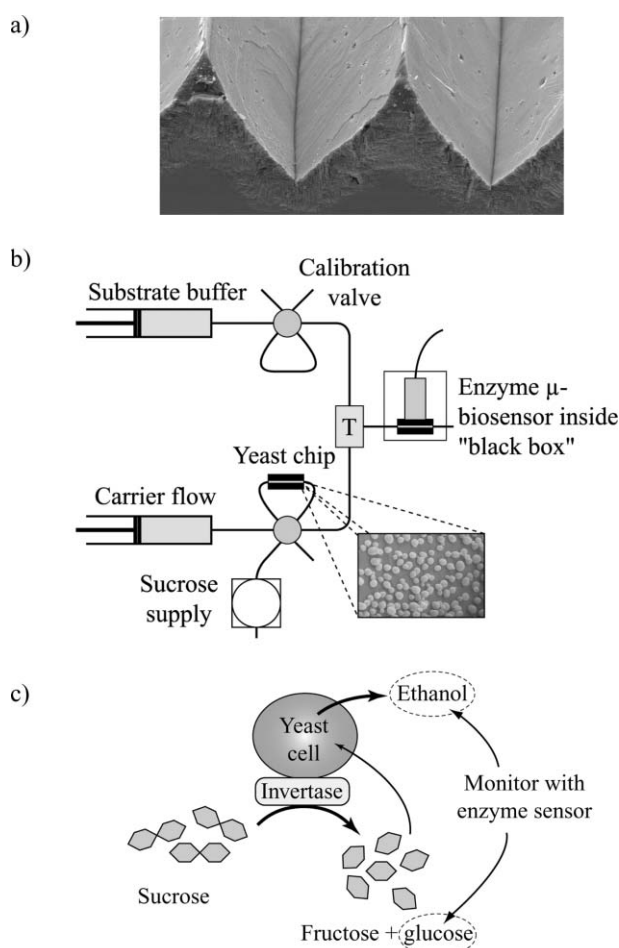 a)
b)
Substrate buffer
Calibration
valve
Enzyme µ-
biosensor inside
"black box"
T
Yeast chip
Carrier flow
Sucrose
supply
c)
Ethanol
Yeast
cell
Invertase
Monitor with
enzyme sensor
Sucrose
Fructose + glucose